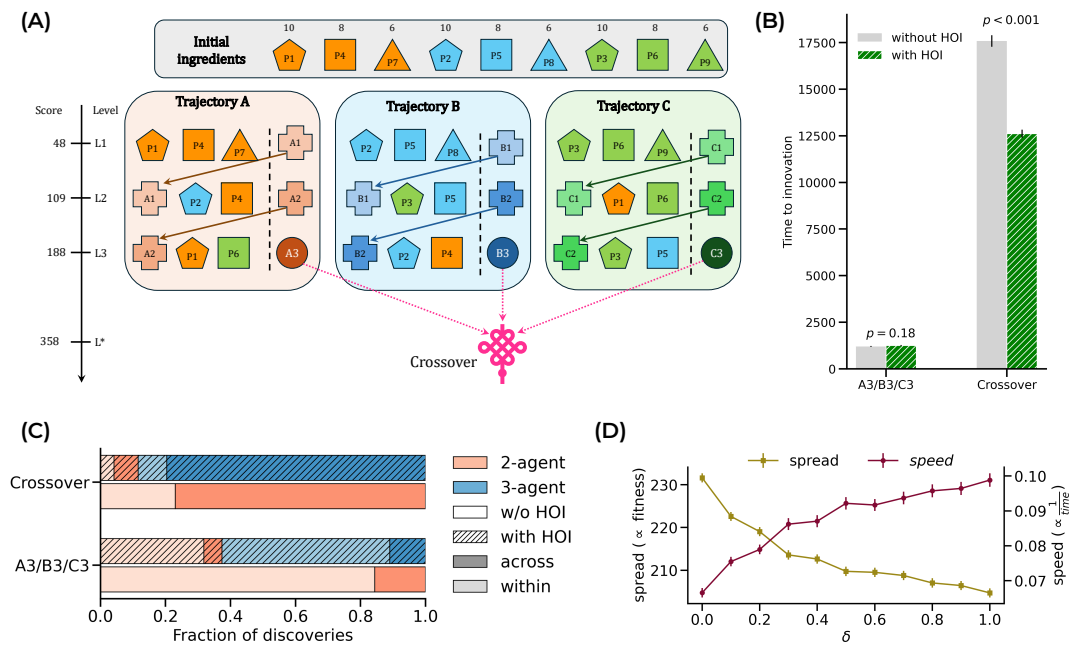 (A)
Initial ingredients
10 8 6 10 8 6 10 8 6
P1 P4 P7 P2 P5 P8 P3 P6 P9
Score Level
Trajectory A
Trajectory B
Trajectory C
48 L1
P1 P4 P7 A1
P2 P5 P8 B1
P3 P6 P9 C1
109 L2
A1 P2 P4 A2
B1 P3 P5 B2
C1 P1 P6 C2
188 L3
A2 P1 P6 A3
B2 P2 P4 B3
C2 P3 P5 C3
358 L*
Crossover
(B)
without HOI
with HOI
p < 0.001
p = 0.18
Time to innovation
17500
15000
12500
10000
7500
5000
2500
0
A3/B3/C3 Crossover
(C)
Crossover
A3/B3/C3
0.0 0.2 0.4 0.6 0.8 1.0
Fraction of discoveries
2-agent
3-agent
w/o HOI
with HOI
across
within
(D)
spread speed
spread ( ∝ fitness)
230
220
210
0.10
0.09
0.08
0.07
speed ( ∝ 1/time )
0.0 0.2 0.4 0.6 0.8 1.0
δ